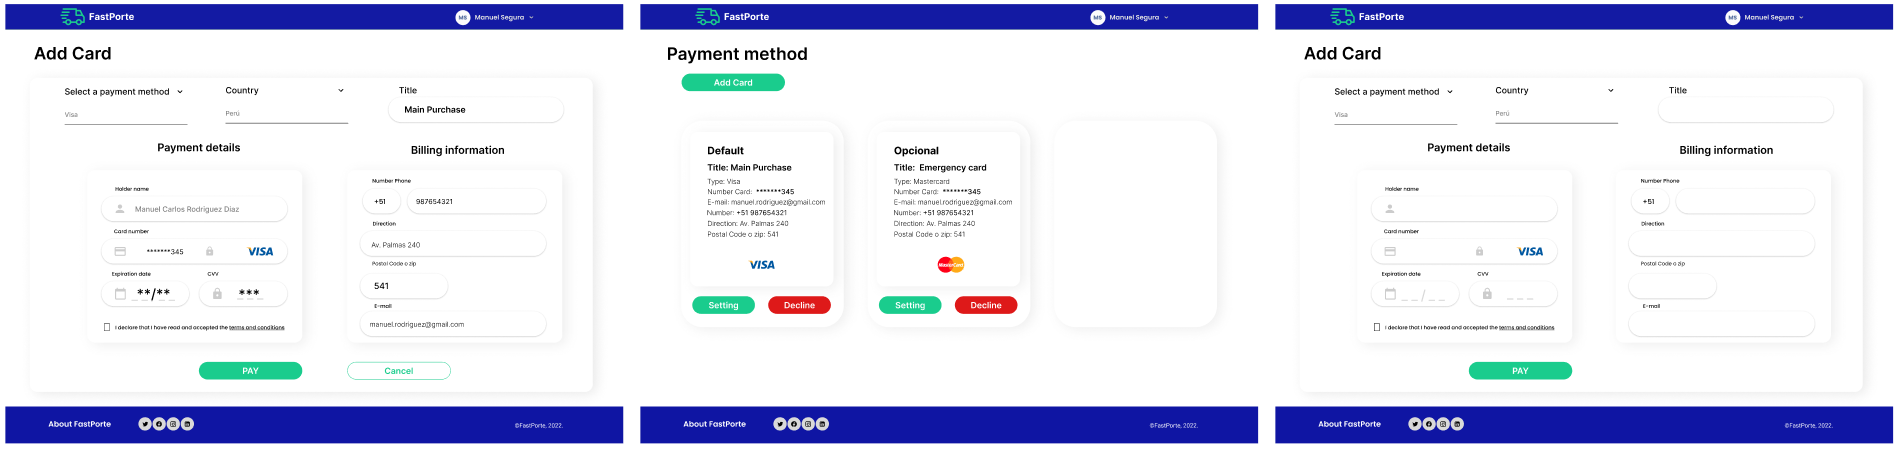 FastPorte
MS Manuel Segura
Add Card
Select a payment method
Country
Title
Visa
Perú
Main Purchase
Payment details
Billing information
Holder name
Manuel Carlos Rodriguez Diaz
Card number
*******345
VISA
Expiration date
CVV
**/**
***
I declare that I have read and accepted the terms and conditions
Number Phone
+51
987654321
Direction
Av. Palmas 240
Postal Code o zip
541
E-mail
manuel.rodriguez@gmail.com
PAY
Cancel
About FastPorte
©FastPorte, 2022.
FastPorte
MS Manuel Segura
Payment method
Add Card
Default
Title: Main Purchase
Type: Visa
Number Card: *******345
E-mail: manuel.rodriguez@gmail.com
Number: +51 987654321
Direction: Av. Palmas 240
Postal Code o zip: 541
VISA
Setting
Decline
Opcional
Title: Emergency card
Type: Mastercard
Number Card: *******345
E-mail: manuel.rodriguez@gmail.com
Number: +51 987654321
Direction: Av. Palmas 240
Postal Code o zip: 541
MasterCard
Setting
Decline
About FastPorte
©FastPorte, 2022.
FastPorte
MS Manuel Segura
Add Card
Select a payment method
Country
Title
Visa
Perú
Payment details
Billing information
Holder name
Card number
VISA
Expiration date
CVV
__/__
___
I declare that I have read and accepted the terms and conditions
Number Phone
+51
Direction
Postal Code o zip
E-mail
PAY
About FastPorte
©FastPorte, 2022.